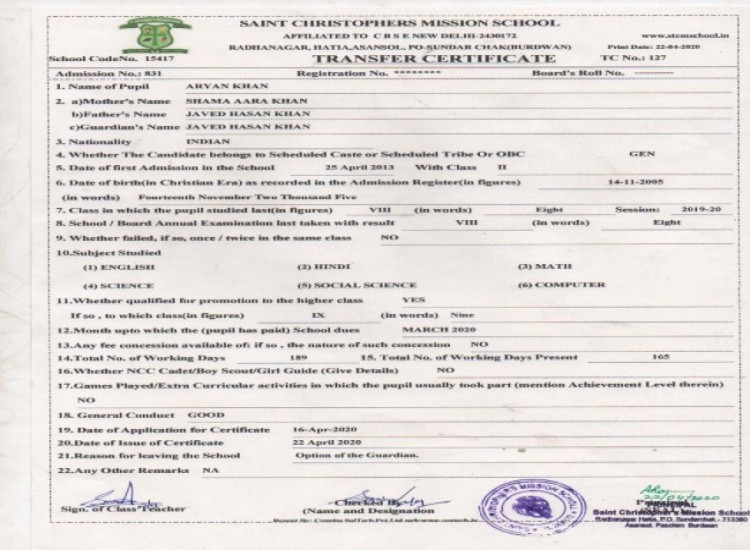 SAINT CHRISTOPHERS MISSION SCHOOL
AFFILIATED TO C B S E NEW DELHI-2430172 www.stcmschool.in
RADHANAGAR, HATIA,ASANSOL, PO-SUNDAR CHAK(BURDWAN) Print Date: 22-04-2020
School CodeNo. 15417 TRANSFER CERTIFICATE TC No.: 127
Admission No.: 831 Registration No. ******** Board's Roll No. --------
1. Name of Pupil ARYAN KHAN
2. a)Mother's Name SHAMA AARA KHAN
b)Father's Name JAVED HASAN KHAN
c)Guardian's Name JAVED HASAN KHAN
3. Nationality INDIAN
4. Whether The Candidate belongs to Scheduled Caste or Scheduled Tribe Or OBC GEN
5. Date of first Admission in the School 25 April 2013 With Class II
6. Date of birth(in Christian Era) as recorded in the Admission Register(in figures) 14-11-2005
(in words) Fourteenth November Two Thousand Five
7. Class in which the pupil studied last(in figures) VIII (in words) Eight Session: 2019-20
8. School / Board Annual Examination last taken with result VIII (in words) Eight
9. Whether failed, if so, once / twice in the same class NO
10.Subject Studied
(1) ENGLISH (2) HINDI (3) MATH
(4) SCIENCE (5) SOCIAL SCIENCE (6) COMPUTER
11.Whether qualified for promotion to the higher class YES
If so , to which class(in figures) IX (in words) Nine
12.Month upto which the (pupil has paid) School dues MARCH 2020
13.Any fee concession available of: if so , the nature of such concession NO
14.Total No. of Working Days 189 15. Total No. of Working Days Present 165
16.Whether NCC Cadet/Boy Scout/Girl Guide (Give Details) NO
17.Games Played/Extra Curricular activities in which the pupil usually took part (mention Achievement Level therein)
NO
18. General Conduct GOOD
19. Date of Application for Certificate 16-Apr-2020
20.Date of Issue of Certificate 22 April 2020
21.Reason for leaving the School Option of the Guardian.
22.Any Other Remarks NA
22/04/2020
Sign. of Class Teacher Checked By
(Name and Designation
PRINCIPAL
Saint Christopher's Mission School
Radhanagar Hatia, P.O. Sundarchak - 713360
Asansol, Paschim Burdwan